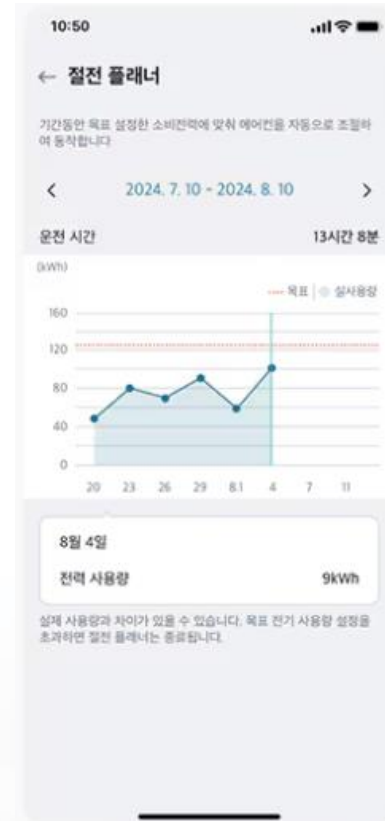 10:50
← 절전 플래너
기간동안 목표 설정한 소비전력에 맞춰 에어컨을 자동으로 조절하
여 동작합니다
< 2024. 7. 10 - 2024. 8. 10 >
운전 시간 13시간 8분
(kWh)
목표 | 실사용량
160
120
80
40
0
20 23 26 29 8.1 4 7 11
8월 4일
전력 사용량 9kWh
실제 사용량과 차이가 있을 수 있습니다. 목표 전기 사용량 설정을
초과하면 절전 플래너는 종료됩니다.